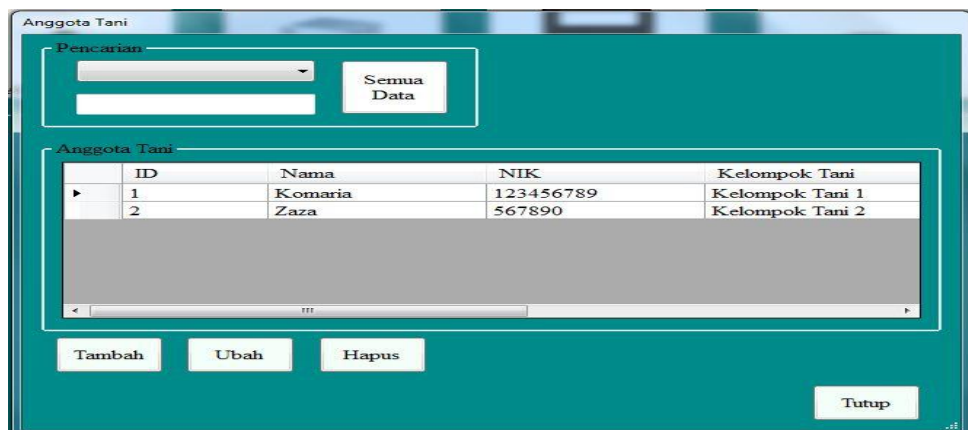 Anggota Tani
Pencarian
Semua
Data
Anggota Tani
ID Nama NIK Kelompok Tani
1 Komaria 123456789 Kelompok Tani 1
2 Zaza 567890 Kelompok Tani 2
Tambah Ubah Hapus
Tutup